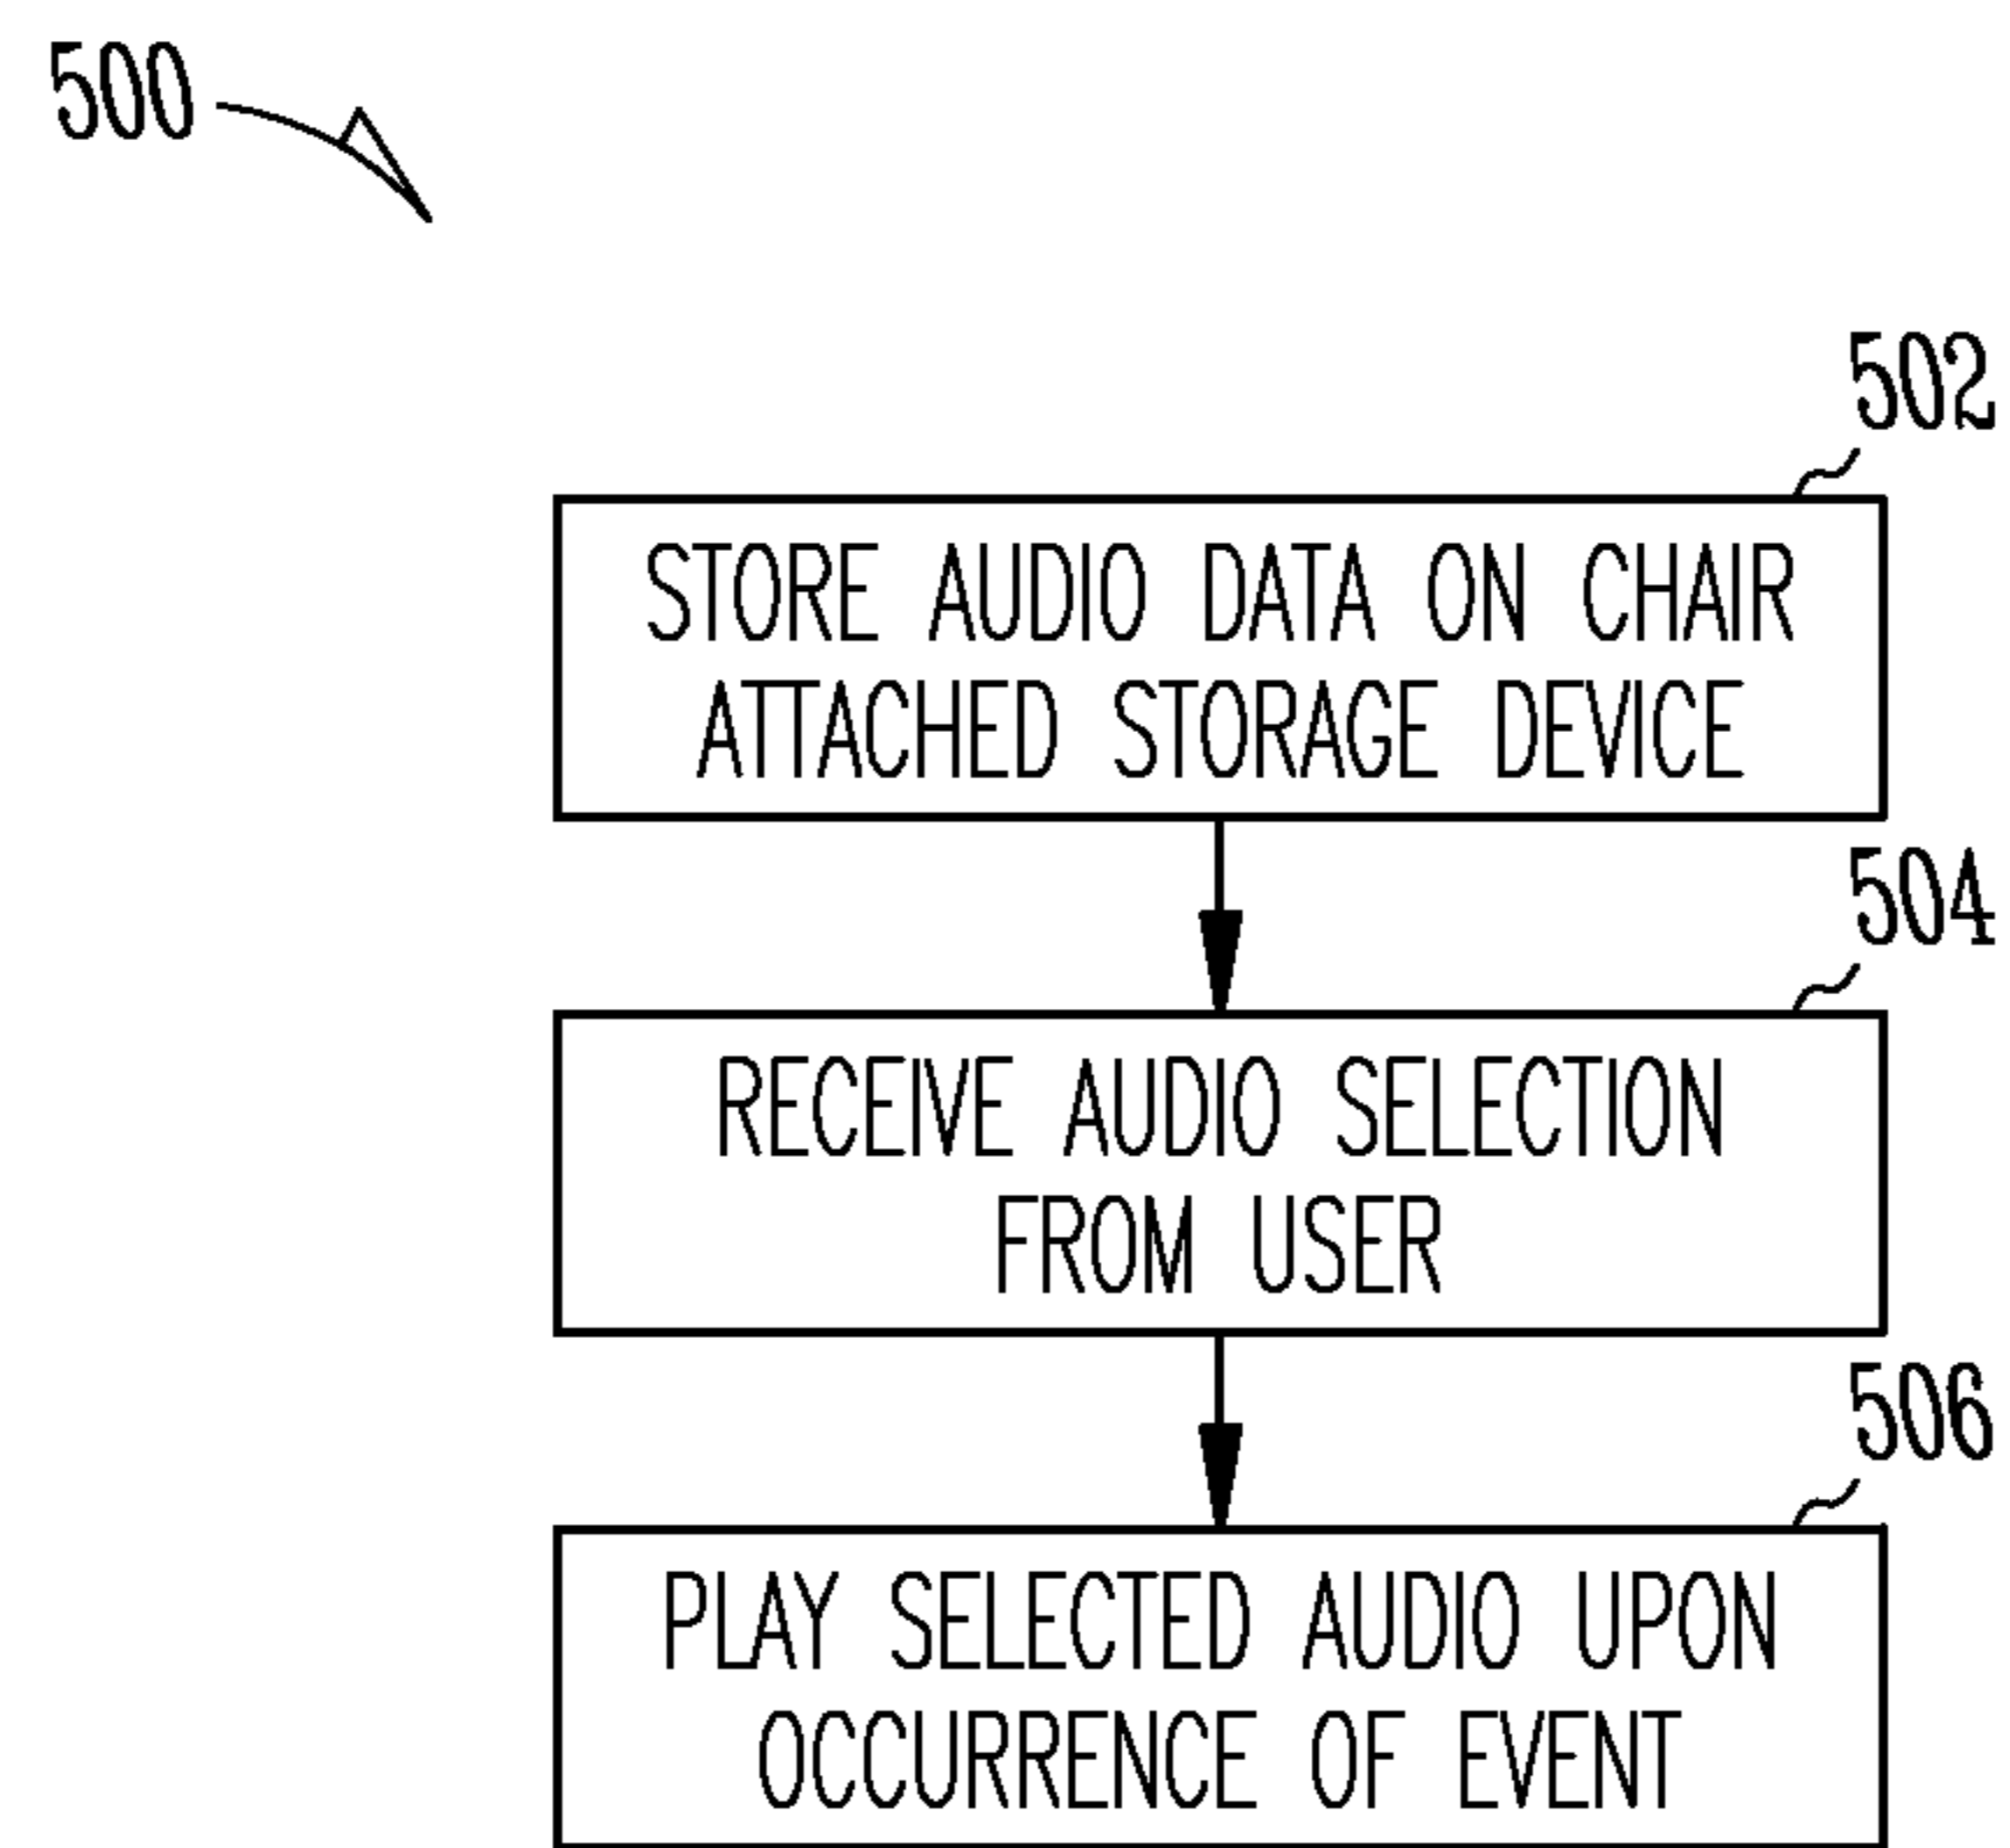 500
502
STORE AUDIO DATA ON CHAIR
ATTACHED STORAGE DEVICE
504
RECEIVE AUDIO SELECTION
FROM USER
506
PLAY SELECTED AUDIO UPON
OCCURRENCE OF EVENT